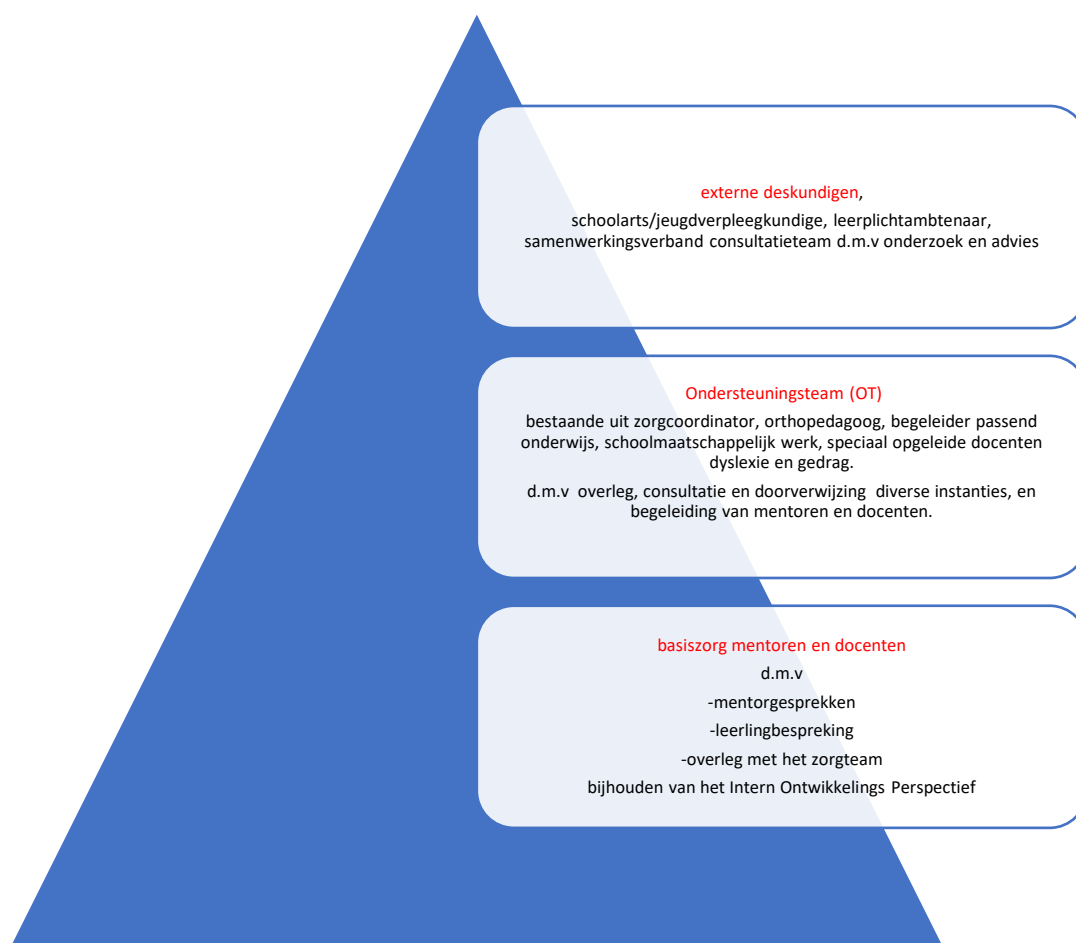 externe deskundigen,
schoolarts/jeugdverpleegkundige, leerplichtambtenaar,
samenwerkingsverband consultatieteam d.m.v onderzoek en advies
Ondersteuningsteam (OT)
bestaande uit zorgcoordinator, orthopedagoog, begeleider passend
onderwijs, schoolmaatschappelijk werk, speciaal opgeleide docenten
dyslexie en gedrag.
d.m.v  overleg, consultatie en doorverwijzing  diverse instanties, en
begeleiding van mentoren en docenten.
basiszorg mentoren en docenten
d.m.v
-mentorgesprekken
-leerlingbespreking
-overleg met het zorgteam
bijhouden van het Intern Ontwikkelings Perspectief